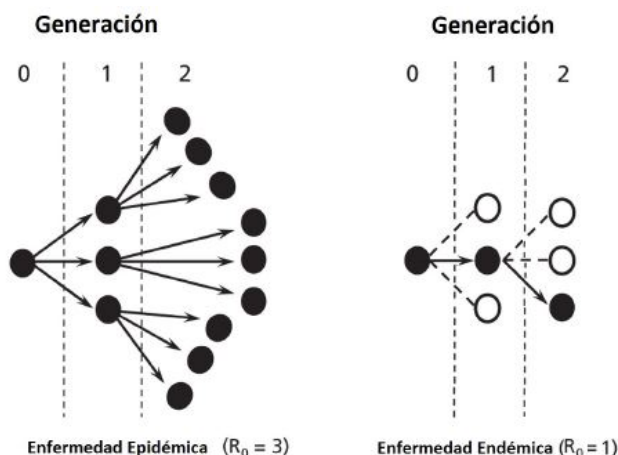 Generación
0 1 2
Enfermedad Epidémica (R₀ = 3)
Generación
0 1 2
Enfermedad Endémica (R₀ = 1)